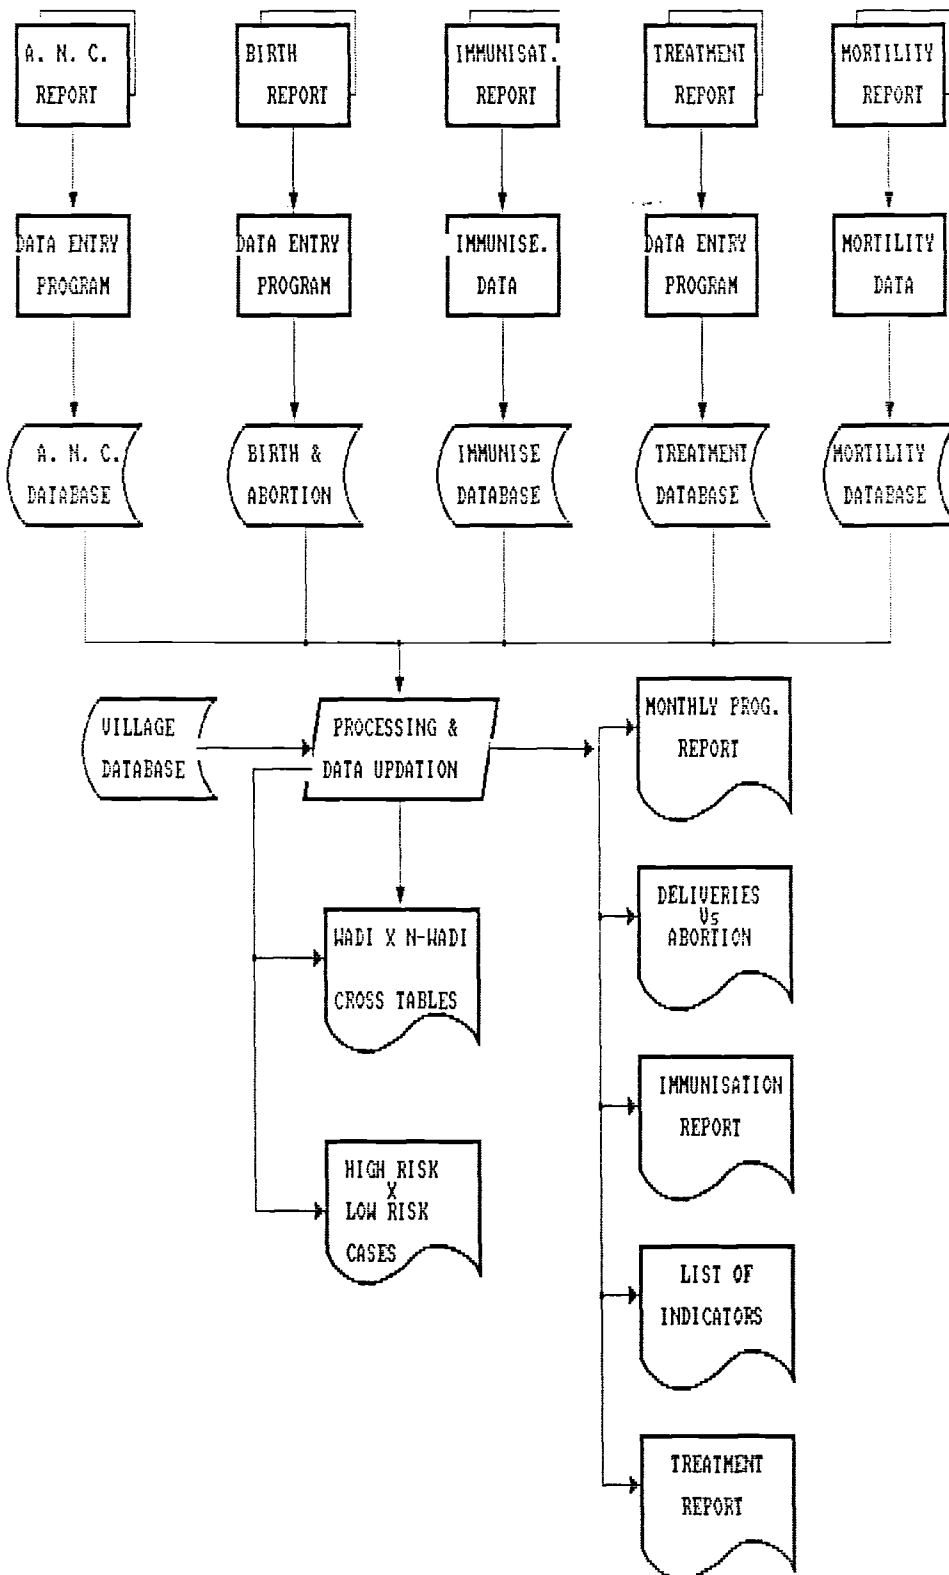 A. N. C.
REPORT
BIRTH
REPORT
IMMUNISAT.
REPORT
TREATMENT
REPORT
MORTILITY
REPORT
DATA ENTRY
PROGRAM
DATA ENTRY
PROGRAM
IMMUNISE.
DATA
DATA ENTRY
PROGRAM
MORTILITY
DATA
A. N. C.
DATABASE
BIRTH &
ABORTION
IMMUNISE
DATABASE
TREATMENT
DATABASE
MORTILITY
DATABASE
VILLAGE
DATABASE
PROCESSING &
DATA UPDATION
MONTHLY PROG.
REPORT
DELIVERIES
Vs
ABORTION
WADI X N-WADI
CROSS TABLES
IMMUNISATION
REPORT
HIGH RISK
X
LOW RISK
CASES
LIST OF
INDICATORS
TREATMENT
REPORT